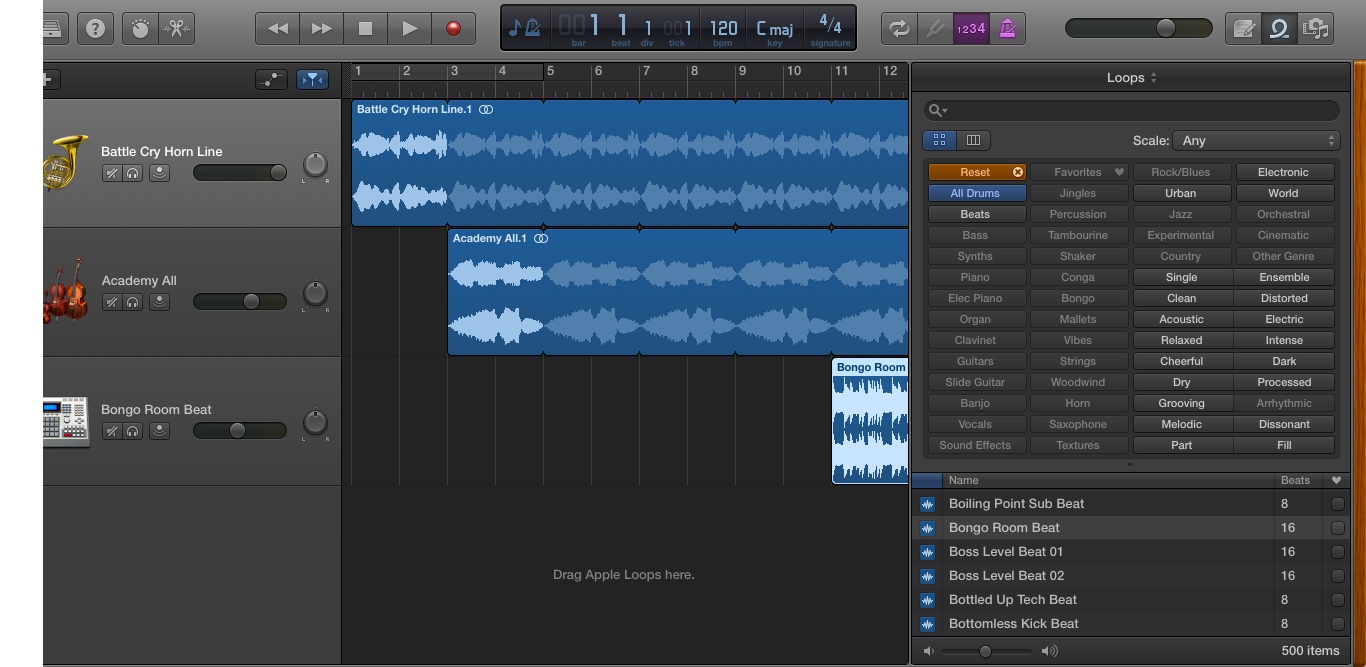 ?
1 1 1 1 120 C maj 4/4
bar beat div tick bpm key signature
1234
1 2 3 4 5 6 7 8 9 10 11 12
Loops
Battle Cry Horn Line.1
Battle Cry Horn Line
L R
Academy All.1
Academy All
L R
Bongo Room
Bongo Room Beat
L R
Drag Apple Loops here.
Scale: Any
Reset Favorites Rock/Blues Electronic
All Drums Jingles Urban World
Beats Percussion Jazz Orchestral
Bass Tambourine Experimental Cinematic
Synths Shaker Country Other Genre
Piano Conga Single Ensemble
Elec Piano Bongo Clean Distorted
Organ Mallets Acoustic Electric
Clavinet Vibes Relaxed Intense
Guitars Strings Cheerful Dark
Slide Guitar Woodwind Dry Processed
Banjo Horn Grooving Arrhythmic
Vocals Saxophone Melodic Dissonant
Sound Effects Textures Part Fill
Name Beats
Boiling Point Sub Beat 8
Bongo Room Beat 16
Boss Level Beat 01 16
Boss Level Beat 02 16
Bottled Up Tech Beat 8
Bottomless Kick Beat 8
500 items